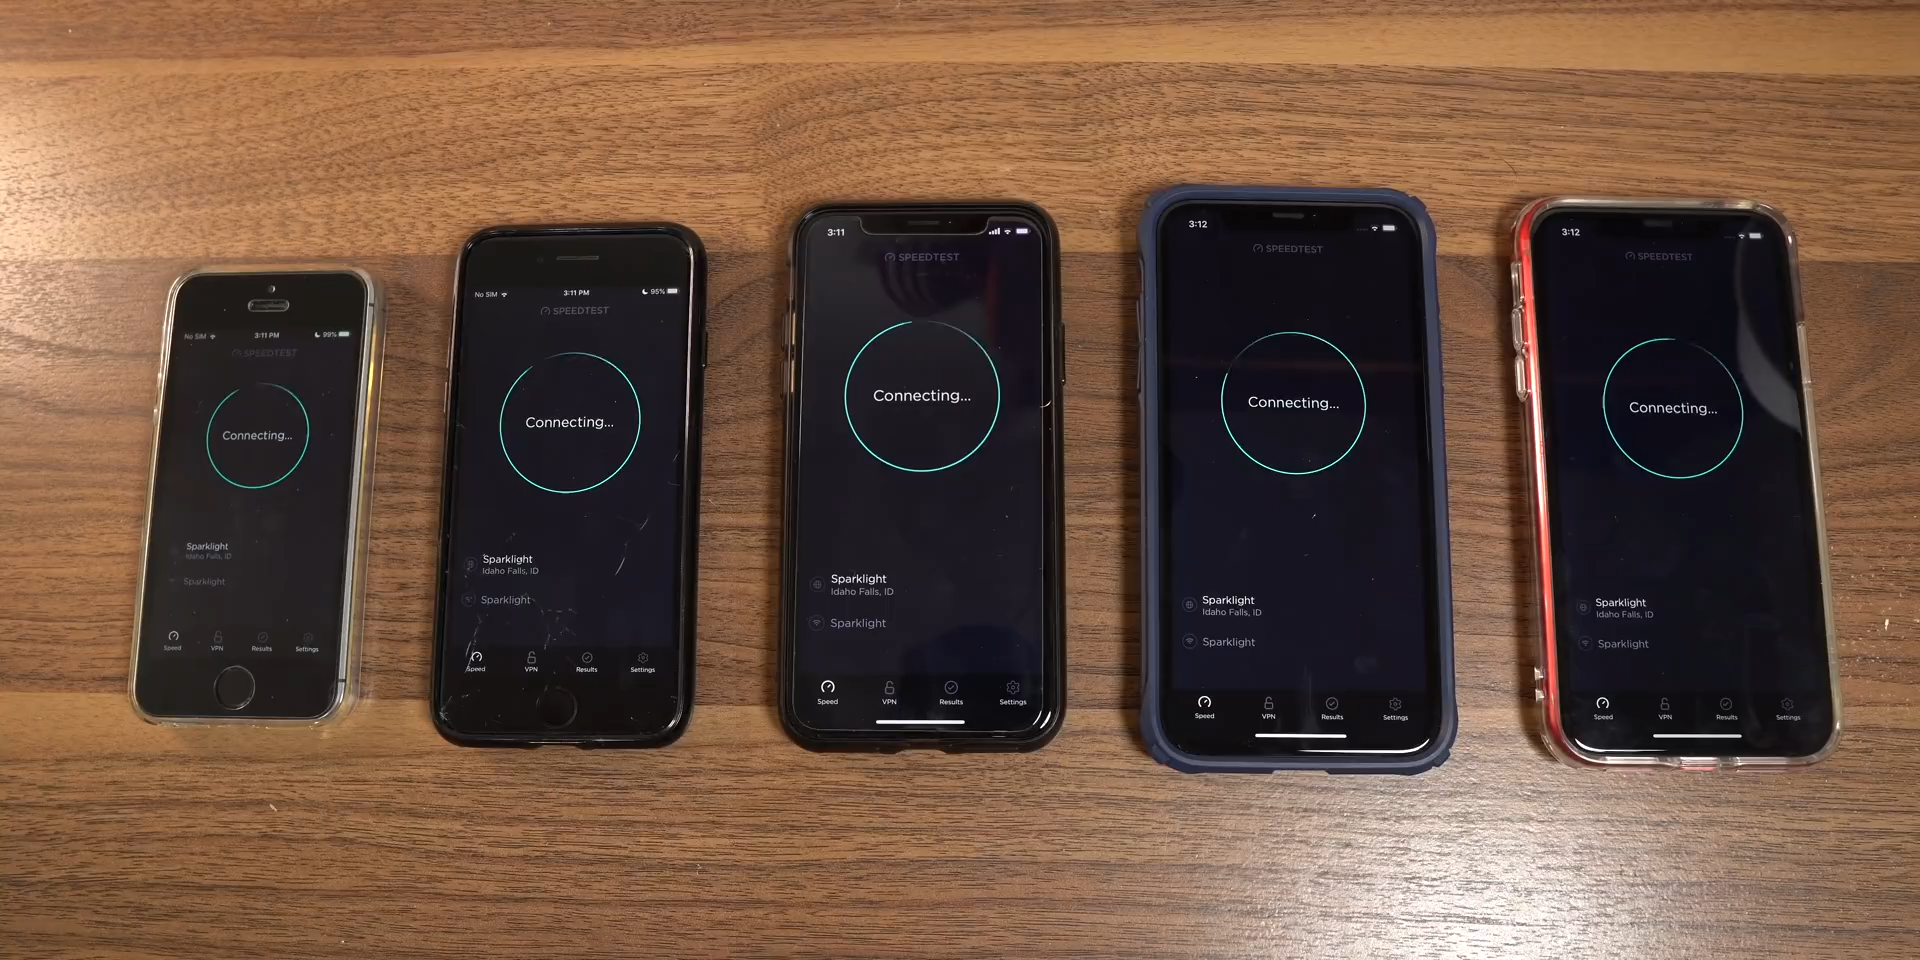 No SIM 3:11 PM 99%
SPEEDTEST
Connecting...
Sparklight
Idaho Falls, ID
Sparklight
Speed VPN Results Settings
No SIM 3:11 PM 95%
SPEEDTEST
Connecting...
Sparklight
Idaho Falls, ID
Sparklight
Speed VPN Results Settings
3:11
SPEEDTEST
Connecting...
Sparklight
Idaho Falls, ID
Sparklight
Speed VPN Results Settings
3:12
SPEEDTEST
Connecting...
Sparklight
Idaho Falls, ID
Sparklight
Speed VPN Results Settings
3:12
SPEEDTEST
Connecting...
Sparklight
Idaho Falls, ID
Sparklight
Speed VPN Results Settings